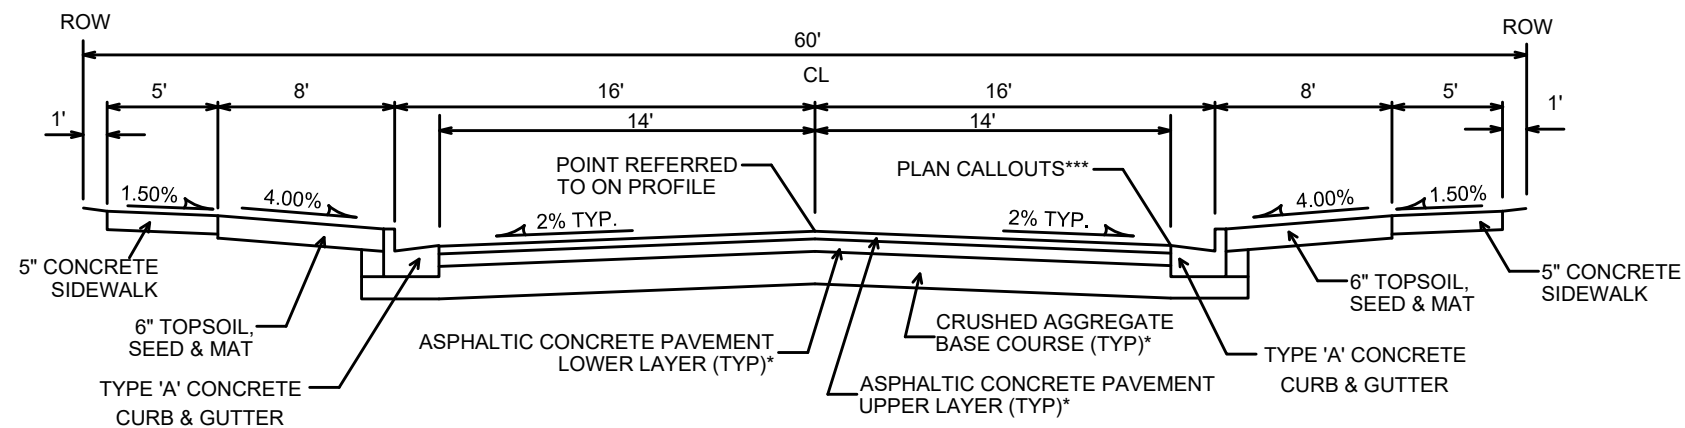 ROW
ROW
60'
CL
5'
8'
16'
16'
8'
5'
1'
14'
14'
1'
POINT REFERRED
TO ON PROFILE
PLAN CALLOUTS***
1.50%
4.00%
2% TYP.
2% TYP.
4.00%
1.50%
5" CONCRETE
SIDEWALK
6" TOPSOIL,
SEED & MAT
TYPE 'A' CONCRETE
CURB & GUTTER
ASPHALTIC CONCRETE PAVEMENT
LOWER LAYER (TYP)*
CRUSHED AGGREGATE
BASE COURSE (TYP)*
ASPHALTIC CONCRETE PAVEMENT
UPPER LAYER (TYP)*
TYPE 'A' CONCRETE
CURB & GUTTER
6" TOPSOIL,
SEED & MAT
5" CONCRETE
SIDEWALK